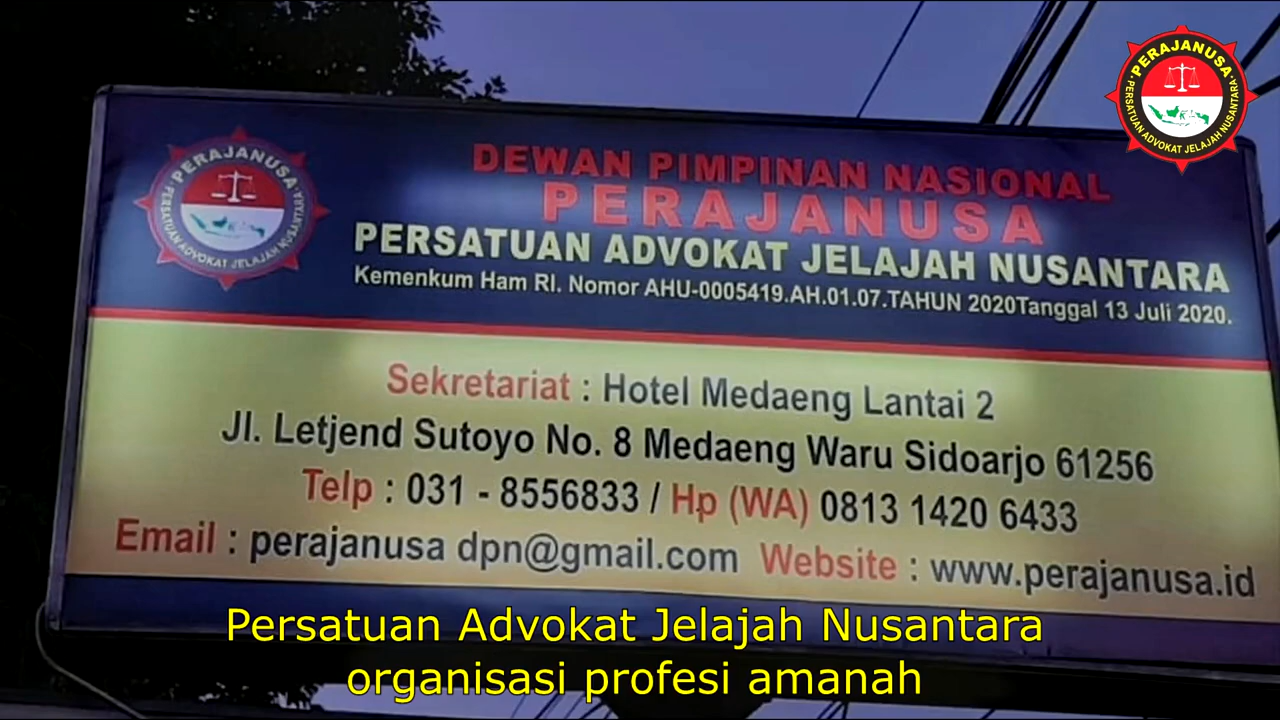 PERAJANUSA
PERSATUAN ADVOKAT JELAJAH NUSANTARA
PERAJANUSA
PERSATUAN ADVOKAT JELAJAH NUSANTARA
DEWAN PIMPINAN NASIONAL
PERAJANUSA
PERSATUAN ADVOKAT JELAJAH NUSANTARA
Kemenkum Ham RI. Nomor AHU-0005419.AH.01.07.TAHUN 2020Tanggal 13 Juli 2020.
Sekretariat : Hotel Medaeng Lantai 2
Jl. Letjend Sutoyo No. 8 Medaeng Waru Sidoarjo 61256
Telp : 031 - 8556833 / Hp (WA) 0813 1420 6433
Email : perajanusa dpn@gmail.com Website : www.perajanusa.id
Persatuan Advokat Jelajah Nusantara
organisasi profesi amanah